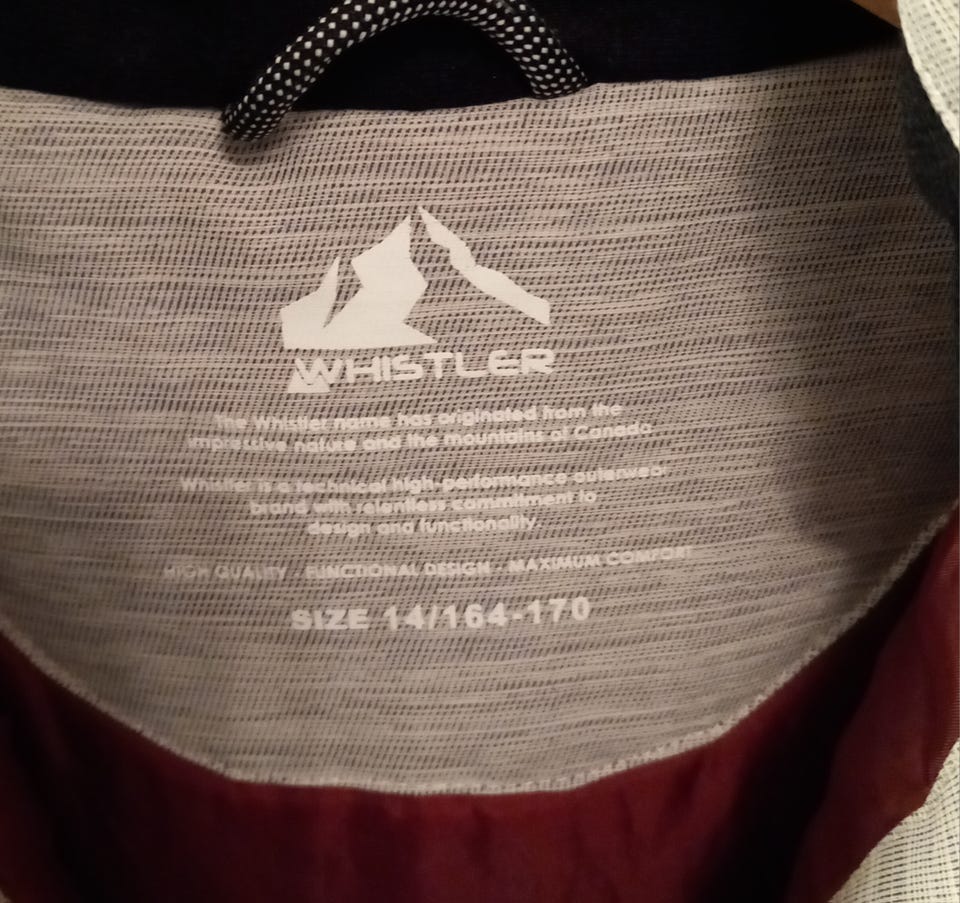 WHISTLER
The Whistler name has originated from the
impressive nature and the mountains of Canada
Whistler is a technical high-performance outerwear
brand with relentless commitment to
design and functionality.
HIGH QUALITY - FUNCTIONAL DESIGN - MAXIMUM COMFORT
SIZE 14/164-170